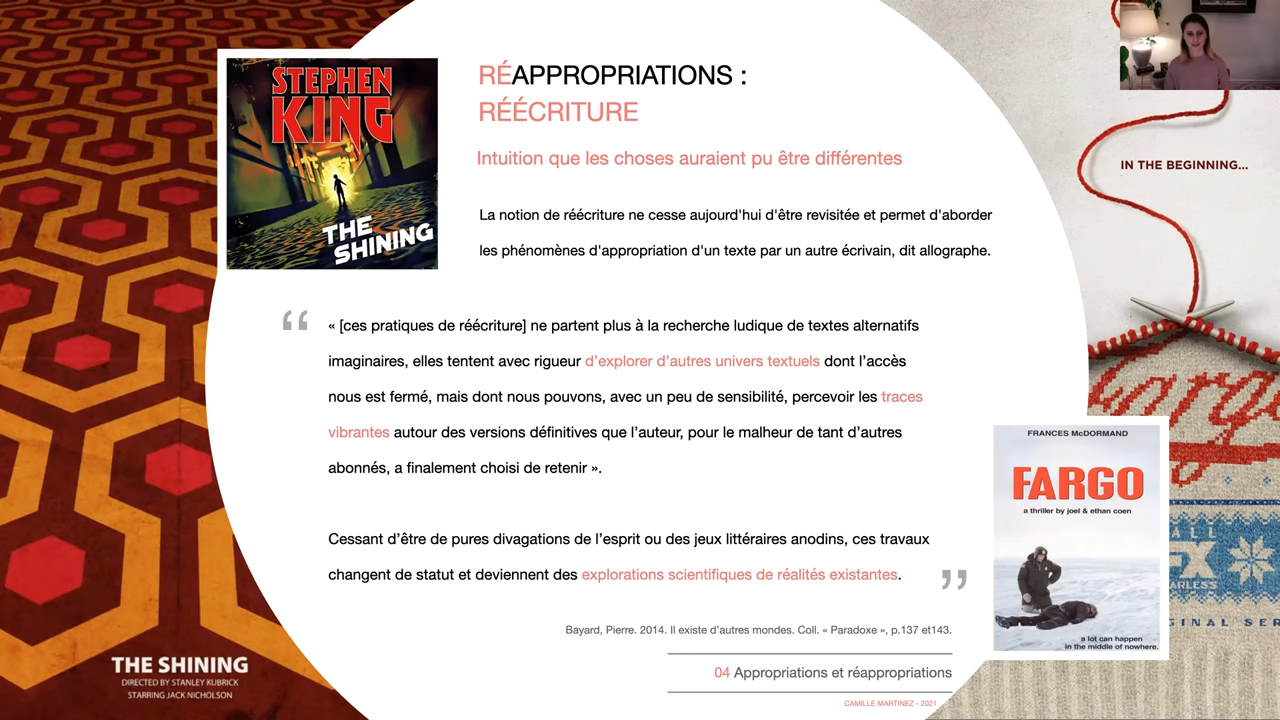 STEPHEN
KING
THE
SHINING
RÉAPPROPRIATIONS :
RÉÉCRITURE
Intuition que les choses auraient pu être différentes
La notion de réécriture ne cesse aujourd'hui d'être revisitée et permet d'aborder
les phénomènes d'appropriation d'un texte par un autre écrivain, dit allographe.
“
« [ces pratiques de réécriture] ne partent plus à la recherche ludique de textes alternatifs
imaginaires, elles tentent avec rigueur d’explorer d’autres univers textuels dont l’accès
nous est fermé, mais dont nous pouvons, avec un peu de sensibilité, percevoir les traces
vibrantes autour des versions définitives que l’auteur, pour le malheur de tant d’autres
abonnés, a finalement choisi de retenir ».
Cessant d’être de pures divagations de l’esprit ou des jeux littéraires anodins, ces travaux
changent de statut et deviennent des explorations scientifiques de réalités existantes.
”
Bayard, Pierre. 2014. Il existe d’autres mondes. Coll. « Paradoxe », p.137 et143.
04 Appropriations et réappropriations
CAMILLE MARTINEZ - 2021
THE SHINING
DIRECTED BY STANLEY KUBRICK
STARRING JACK NICHOLSON
IN THE BEGINNING...
FRANCES McDORMAND
FARGO
a thriller by joel & ethan coen
a lot can happen
in the middle of nowhere.